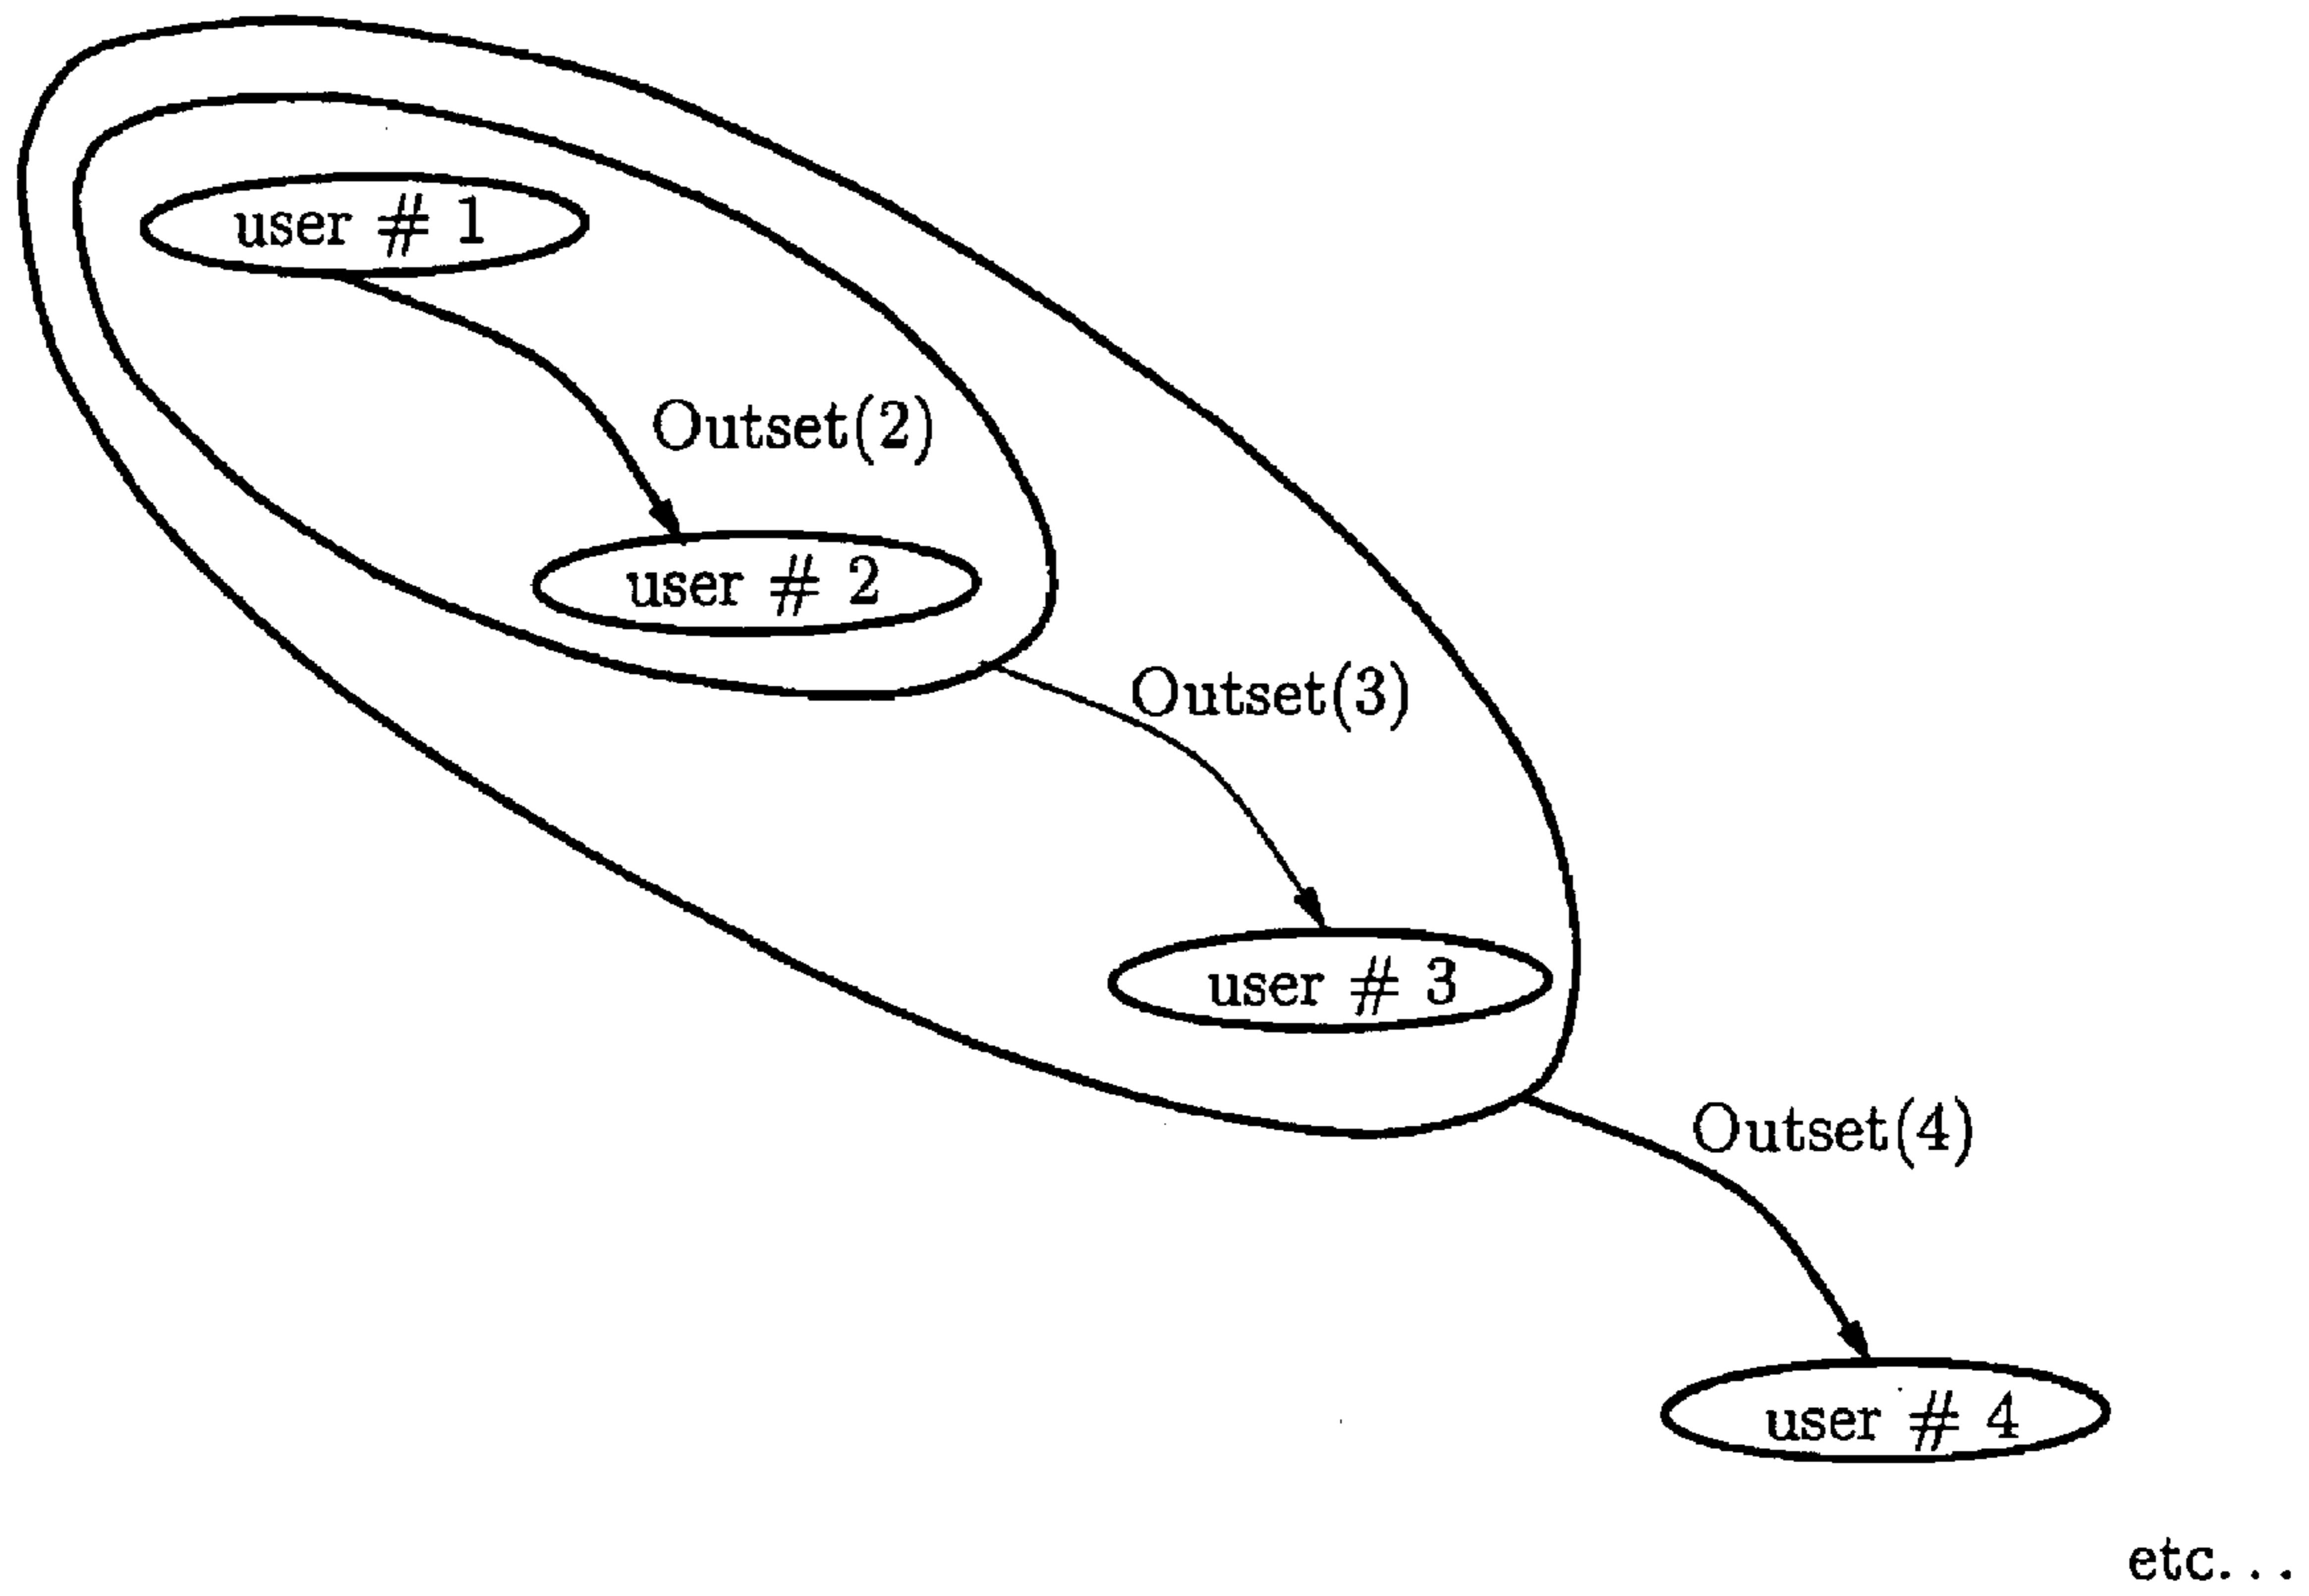 user # 1
Outset(2)
user # 2
Outset(3)
user # 3
Outset(4)
user # 4
etc...